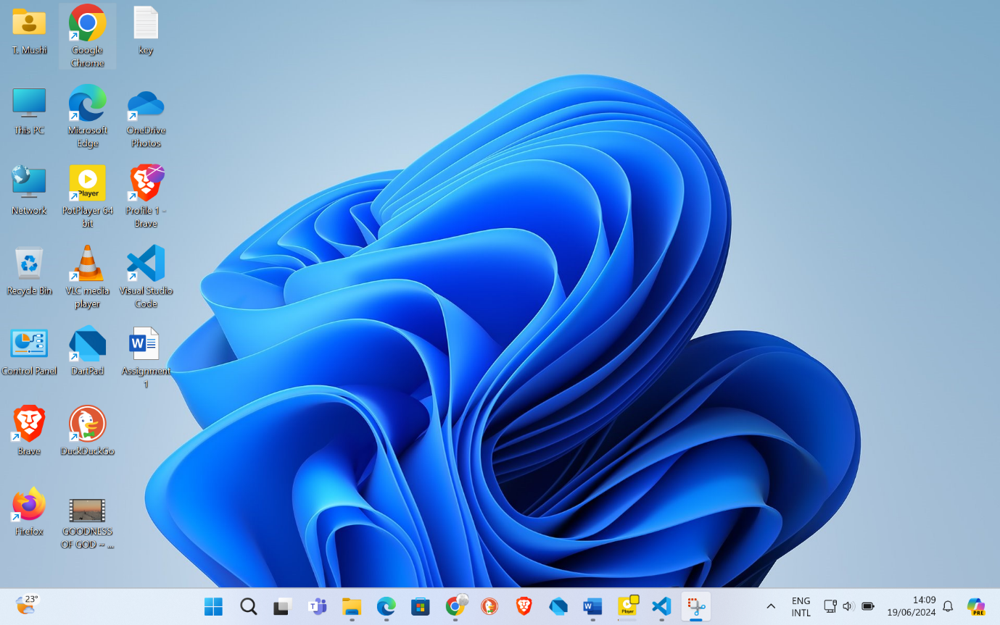 T. Mushi
Google
Chrome
key
This PC
Microsoft
Edge
OneDrive
Photos
Network
Player
PotPlayer 64
bit
Profile 1 -
Brave
Recycle Bin
VLC media
player
Visual Studio
Code
Control Panel
DartPad
W
Assignment
1
Brave
DuckDuckGo
Firefox
GOODNESS
OF GOD ~ ...
23°
T
W
Player
ENG
INTL
14:09
19/06/2024
PRE